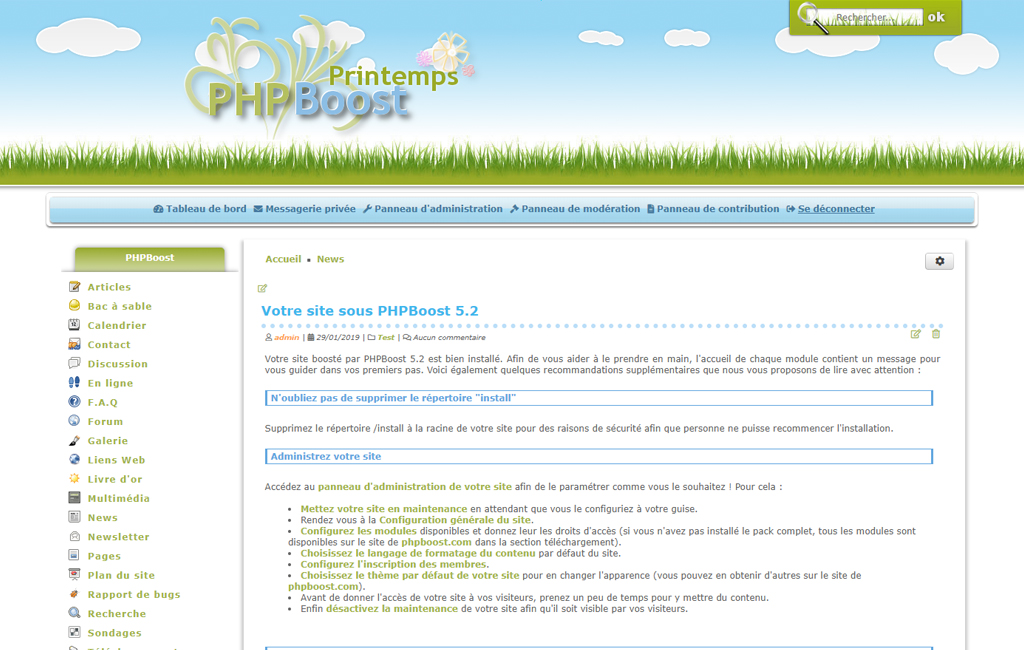 Rechercher... ok
Printemps
PHPBoost
Tableau de bord Messagerie privée Panneau d'administration Panneau de modération Panneau de contribution Se déconnecter
PHPBoost
Articles
Bac à sable
Calendrier
Contact
Discussion
En ligne
F.A.Q
Forum
Galerie
Liens Web
Livre d'or
Multimédia
News
Newsletter
Pages
Plan du site
Rapport de bugs
Recherche
Sondages
Accueil • News
Votre site sous PHPBoost 5.2
admin | 29/01/2019 | Test | Aucun commentaire
Votre site boosté par PHPBoost 5.2 est bien installé. Afin de vous aider à le prendre en main, l'accueil de chaque module contient un message pour
vous guider dans vos premiers pas. Voici également quelques recommandations supplémentaires que nous vous proposons de lire avec attention :
N'oubliez pas de supprimer le répertoire "install"
Supprimez le répertoire /install à la racine de votre site pour des raisons de sécurité afin que personne ne puisse recommencer l'installation.
Administrez votre site
Accédez au panneau d'administration de votre site afin de le paramétrer comme vous le souhaitez ! Pour cela :
• Mettez votre site en maintenance en attendant que vous le configuriez à votre guise.
• Rendez vous à la Configuration générale du site.
• Configurez les modules disponibles et donnez leur les droits d'accès (si vous n'avez pas installé le pack complet, tous les modules sont
disponibles sur le site de phpboost.com dans la section téléchargement).
• Choisissez le langage de formatage du contenu par défaut du site.
• Configurez l'inscription des membres.
• Choisissez le thème par défaut de votre site pour en changer l'apparence (vous pouvez en obtenir d'autres sur le site de
phpboost.com).
• Avant de donner l'accès de votre site à vos visiteurs, prenez un peu de temps pour y mettre du contenu.
• Enfin désactivez la maintenance de votre site afin qu'il soit visible par vos visiteurs.